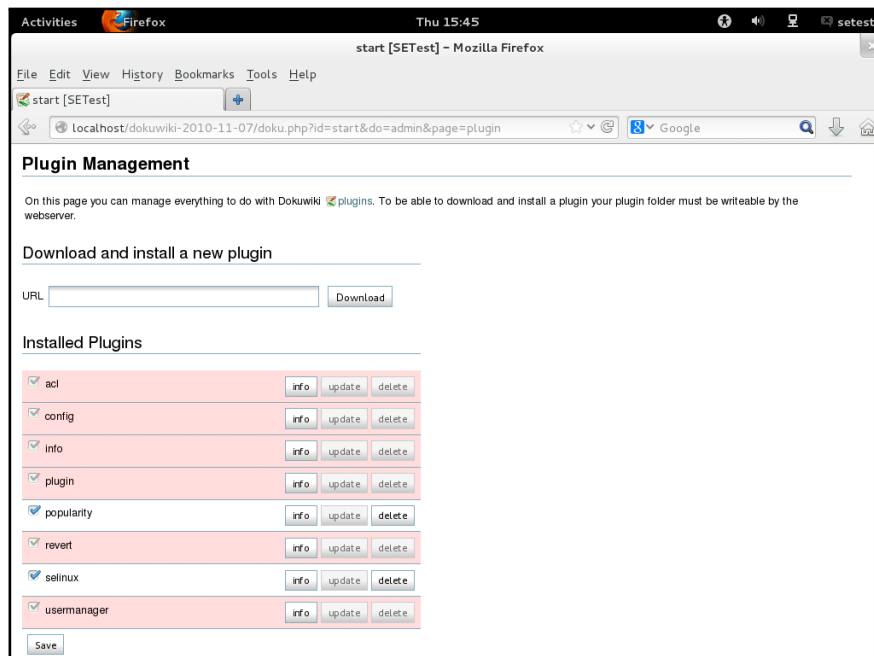 Activities Firefox Thu 15:45 setest
start [SETest] – Mozilla Firefox
File Edit View History Bookmarks Tools Help
start [SETest]
localhost/dokuwiki-2010-11-07/doku.php?id=start&do=admin&page=plugin Google
Plugin Management
On this page you can manage everything to do with Dokuwiki plugins. To be able to download and install a plugin your plugin folder must be writeable by the
webserver.
Download and install a new plugin
URL Download
Installed Plugins
acl info update delete
config info update delete
info info update delete
plugin info update delete
popularity info update delete
revert info update delete
selinux info update delete
usermanager info update delete
Save